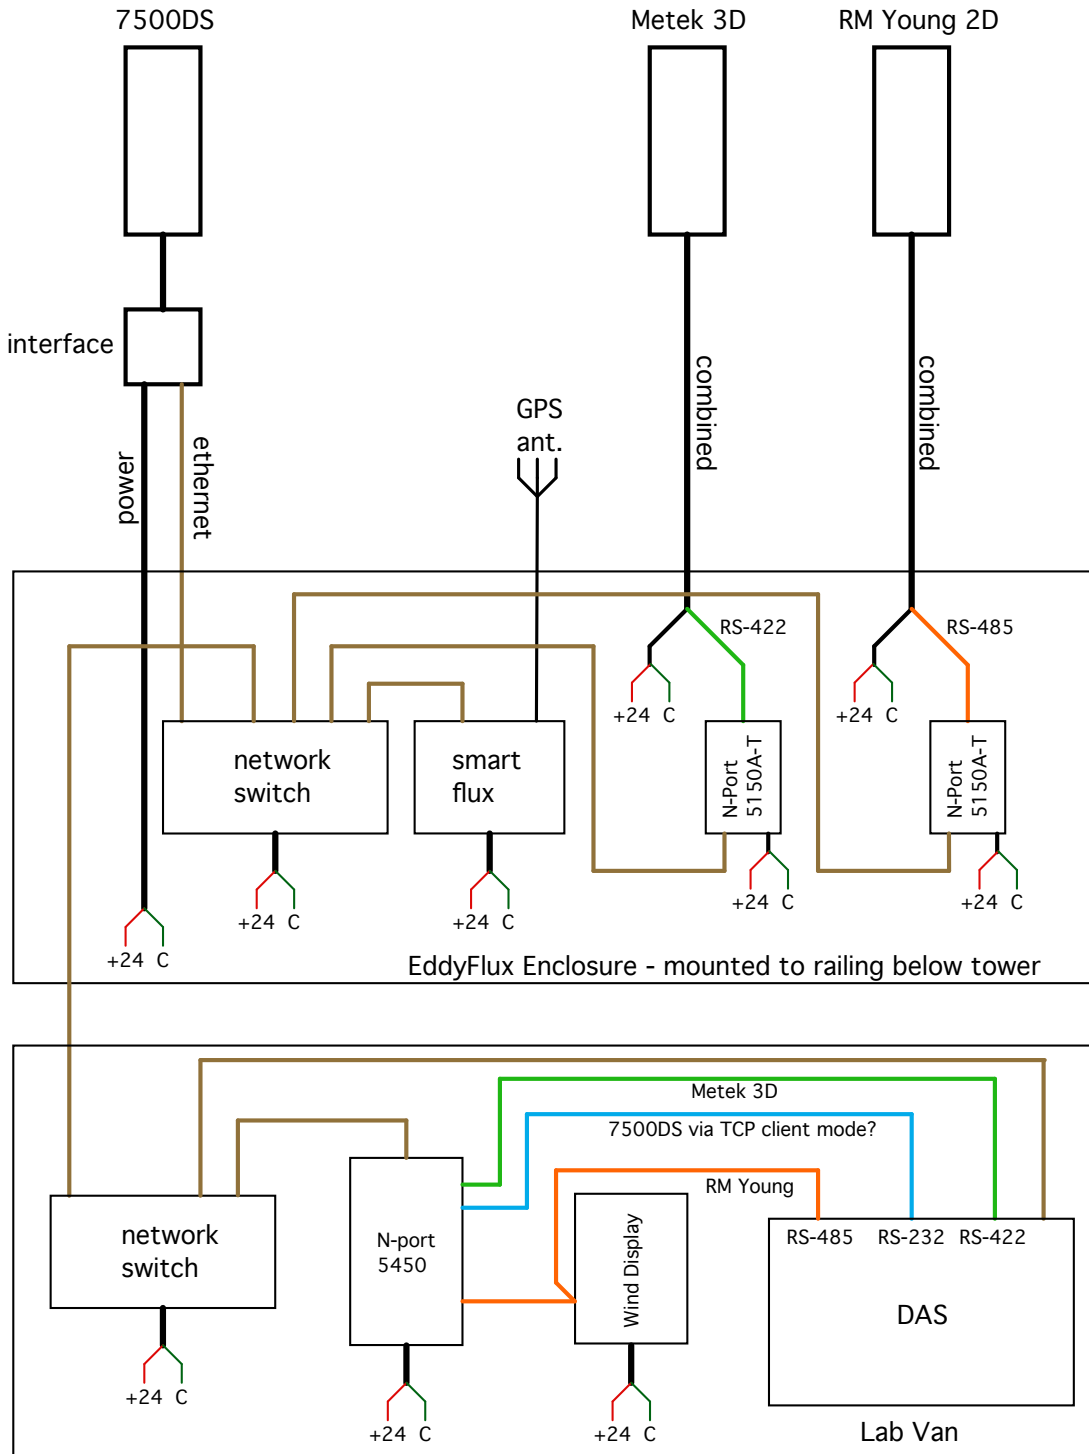 7500DS
Metek 3D
RM Young 2D
interface
GPS
ant.
combined
combined
power
ethernet
RS-422
RS-485
+24 C
+24 C
network
switch
smart
flux
N-Port
5150A-T
N-Port
5150A-T
+24 C
+24 C
+24 C
+24 C
+24 C
EddyFlux Enclosure - mounted to railing below tower
Metek 3D
7500DS via TCP client mode?
RM Young
network
switch
N-port
5450
Wind Display
RS-485
RS-232
RS-422
DAS
+24 C
+24 C
+24 C
Lab Van